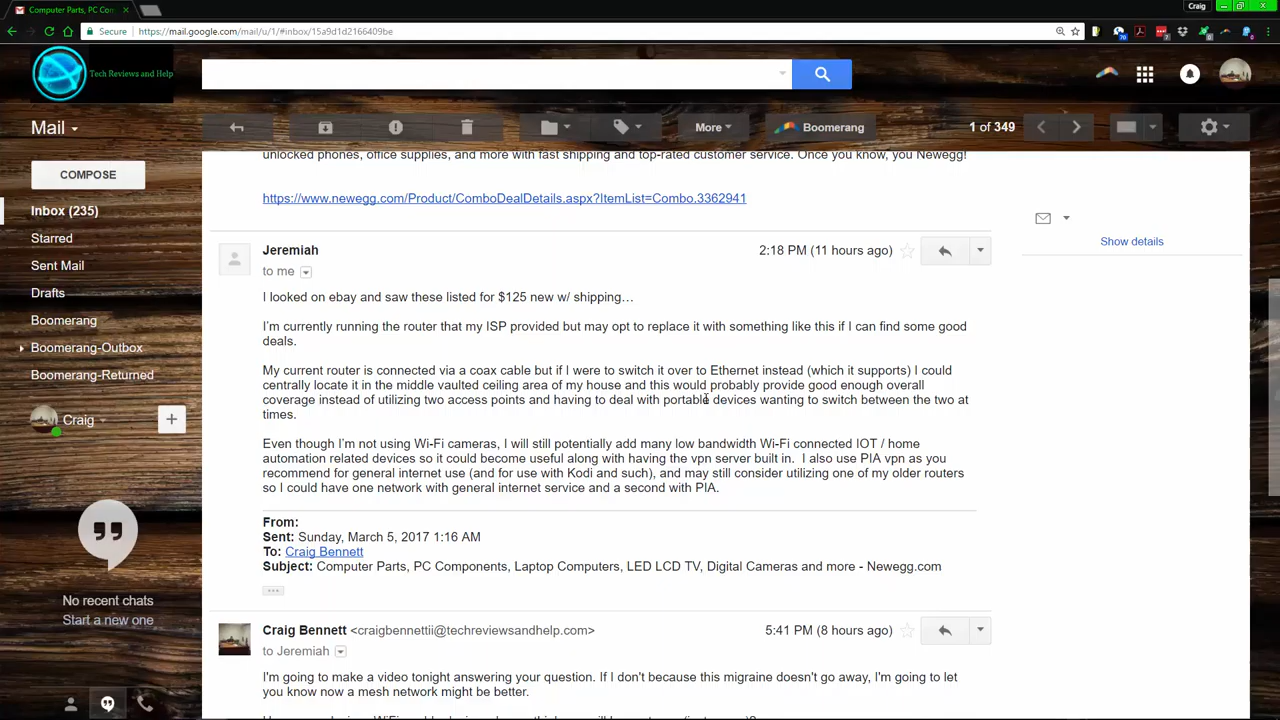 Computer Parts, PC Com
Craig
Secure
https://mail.google.com/mail/u/1/#inbox/15a9d1d2166409be
Tech Reviews and Help
Mail
More
Boomerang
1 of 349
COMPOSE
Inbox (235)
Starred
Sent Mail
Drafts
Boomerang
Boomerang-Outbox
Boomerang-Returned
Craig
No recent chats
Start a new one
unlocked phones, office supplies, and more with fast shipping and top-rated customer service. Once you know, you Newegg!
https://www.newegg.com/Product/ComboDealDetails.aspx?ItemList=Combo.3362941
Show details
Jeremiah
2:18 PM (11 hours ago)
to me
I looked on ebay and saw these listed for $125 new w/ shipping…
I'm currently running the router that my ISP provided but may opt to replace it with something like this if I can find some good
deals.
My current router is connected via a coax cable but if I were to switch it over to Ethernet instead (which it supports) I could
centrally locate it in the middle vaulted ceiling area of my house and this would probably provide good enough overall
coverage instead of utilizing two access points and having to deal with portable devices wanting to switch between the two at
times.
Even though I'm not using Wi-Fi cameras, I will still potentially add many low bandwidth Wi-Fi connected IOT / home
automation related devices so it could become useful along with having the vpn server built in.  I also use PIA vpn as you
recommend for general internet use (and for use with Kodi and such), and may still consider utilizing one of my older routers
so I could have one network with general internet service and a second with PIA.
From:
Sent: Sunday, March 5, 2017 1:16 AM
To: Craig Bennett
Subject: Computer Parts, PC Components, Laptop Computers, LED LCD TV, Digital Cameras and more - Newegg.com
Craig Bennett <craigbennettii@techreviewsandhelp.com>
5:41 PM (8 hours ago)
to Jeremiah
I'm going to make a video tonight answering your question. If I don't because this migraine doesn't go away, I'm going to let
you know now a mesh network might be better.